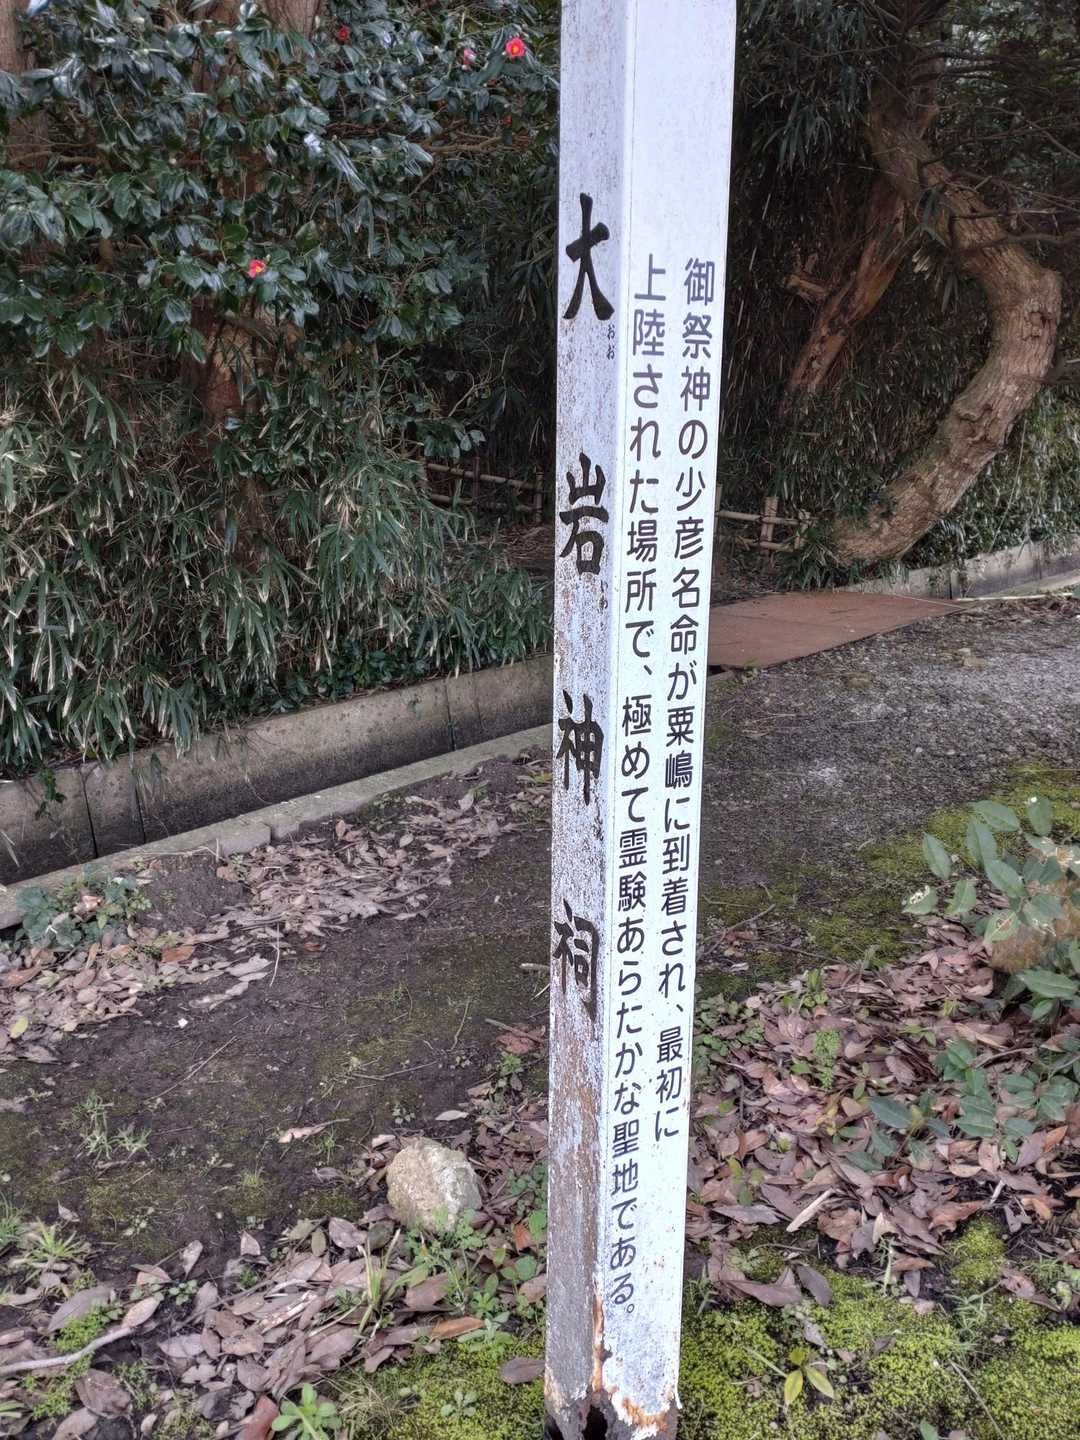 御祭神の少彦名命が粟嶋に到着され、最初に
上陸された場所で、極めて霊験あらたかな聖地である。
大岩神祠
おお